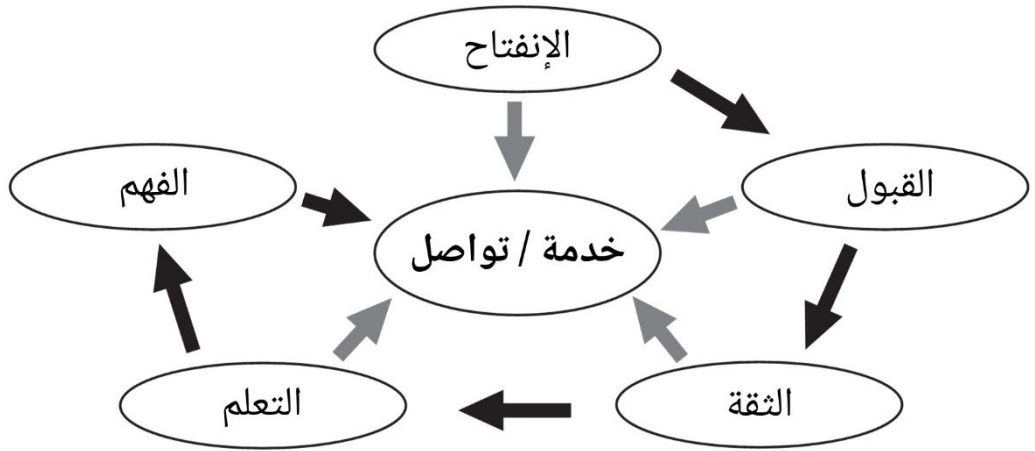 الإنفتاح
القبول
الفهم
خدمة / تواصل
الثقة
التعلم